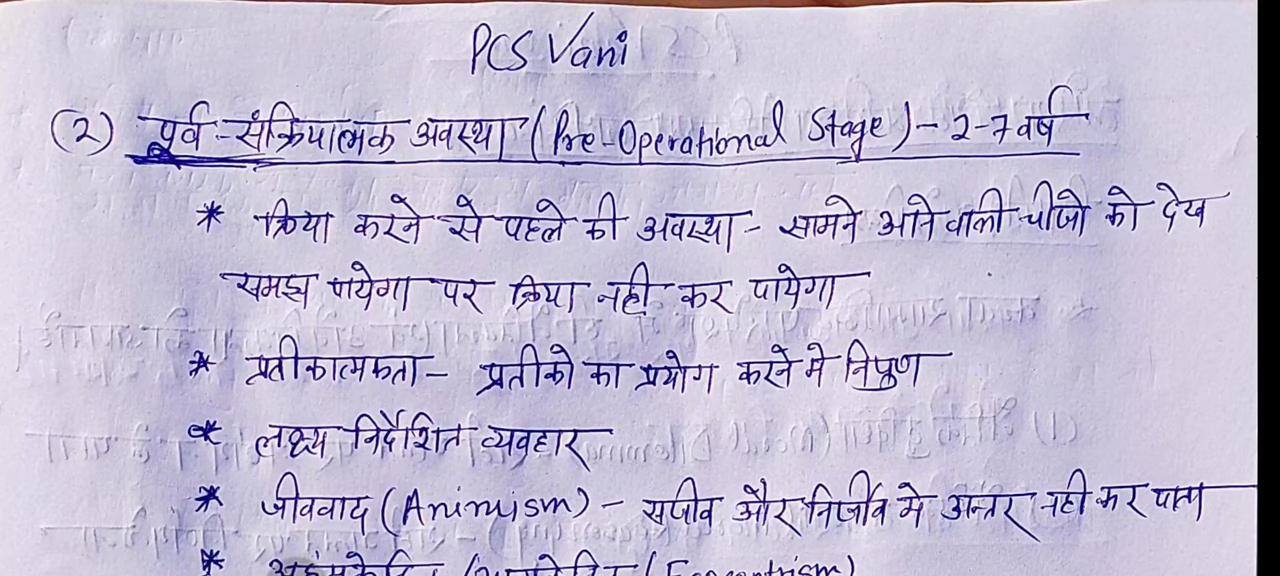 PCS Vani
(2) पूर्व-संक्रियात्मक अवस्था (Pre-Operational Stage) - 2-7 वर्ष
* क्रिया करने से पहले की अवस्था - सामने आने वाली चीजो को देख
समझ पायेगा पर क्रिया नही कर पायेगा
* प्रतीकात्मकता - प्रतीको का प्रयोग करने मे निपुण
* लक्ष्य निर्देशित व्यवहार
* जीववाद (Animism) - सजीव और निर्जीव मे अन्तर नही कर पाता
* (Egocentrism)